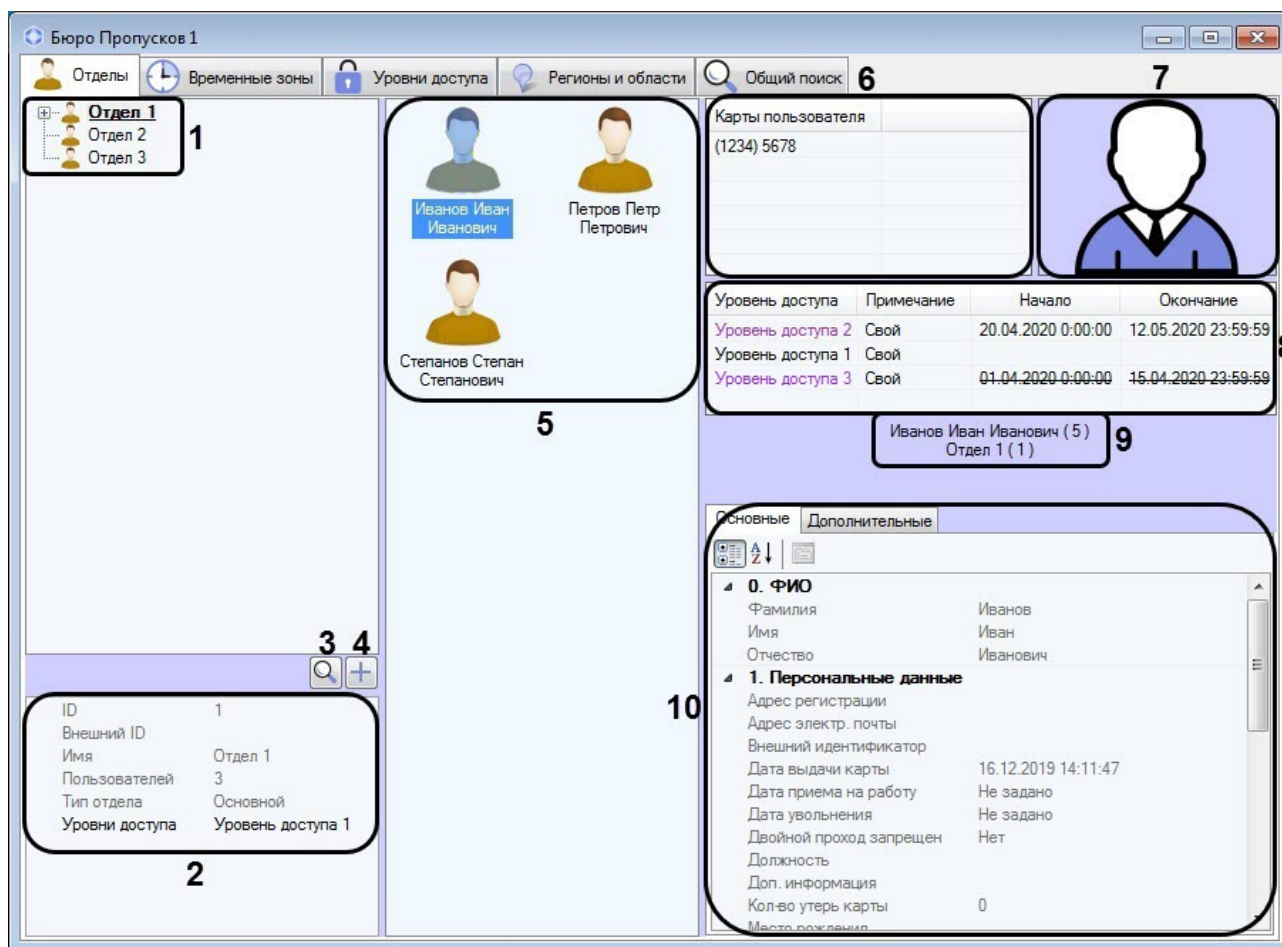 Бюро Пропусков 1
Отделы
Временные зоны
Уровни доступа
Регионы и области
Общий поиск
6
7
Отдел 1
Отдел 2
Отдел 3
1
Иванов Иван
Иванович
Петров Петр
Петрович
Степанов Степан
Степанович
5
Карты пользователя
(1234) 5678
Уровень доступа Примечание Начало Окончание
Уровень доступа 2 Свой 20.04.2020 0:00:00 12.05.2020 23:59:59
Уровень доступа 1 Свой
Уровень доступа 3 Свой 01.04.2020 0:00:00 15.04.2020 23:59:59
Иванов Иван Иванович ( 5 )
Отдел 1 ( 1 )
9
3 4
ID 1
Внешний ID
Имя Отдел 1
Пользователей 3
Тип отдела Основной
Уровни доступа Уровень доступа 1
2
10
Основные Дополнительные
0. ФИО
Фамилия Иванов
Имя Иван
Отчество Иванович
1. Персональные данные
Адрес регистрации
Адрес электр. почты
Внешний идентификатор
Дата выдачи карты 16.12.2019 14:11:47
Дата приема на работу Не задано
Дата увольнения Не задано
Двойной проход запрещен Нет
Должность
Доп. информация
Кол-во утерь карты 0
Место рождения